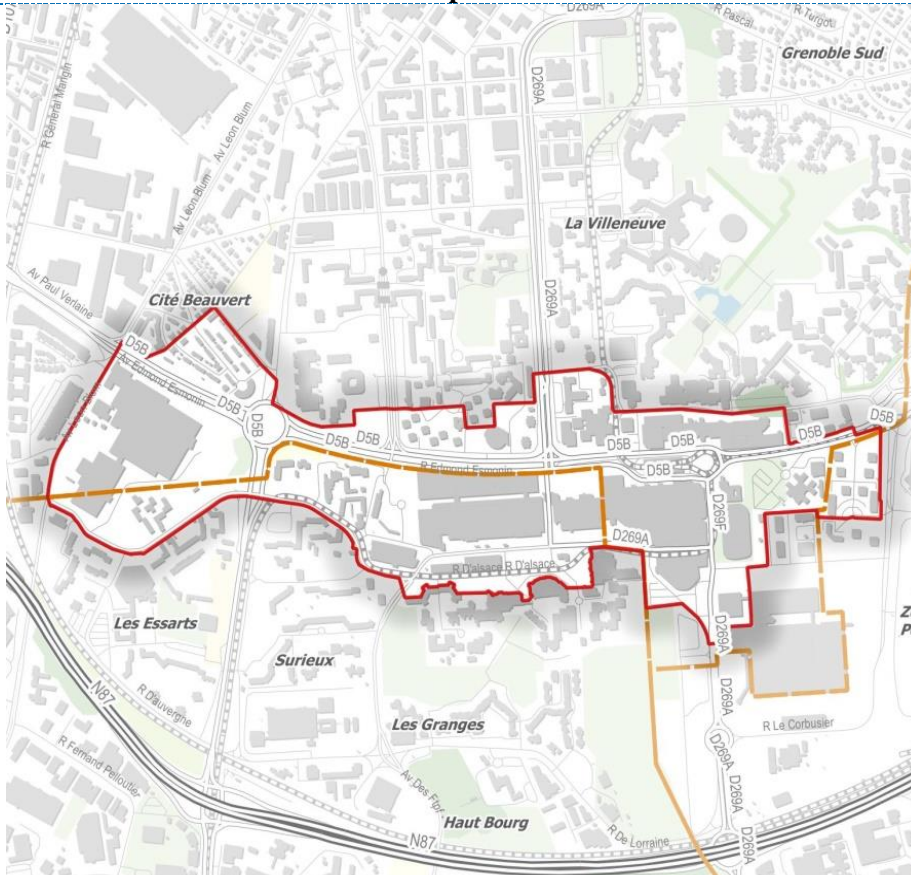 D269A
R Pascal
R Turgot
Grenoble Sud
R Général Mangin
Av Léon Blum
D269A
Av Léon Blum
La Villeneuve
Av Paul Verlaine
Cité Beauvert
D269A
D5B
Av Edmond Esmonin
D5B
D5B
D5B
D5B
D5B
D5B
D5B
D5B
D5B
R Edmond Esmonin
D269F
D269A
R D'alsace R D'alsace
Les Essarts
D269A
Surieux
R D'auvergne
N87
Les Granges
D269A
R Le Corbusier
R Fernand Pelloutier
Av Des
D269A
D269A
Haut Bourg
R De Lorraine
N87
D269A